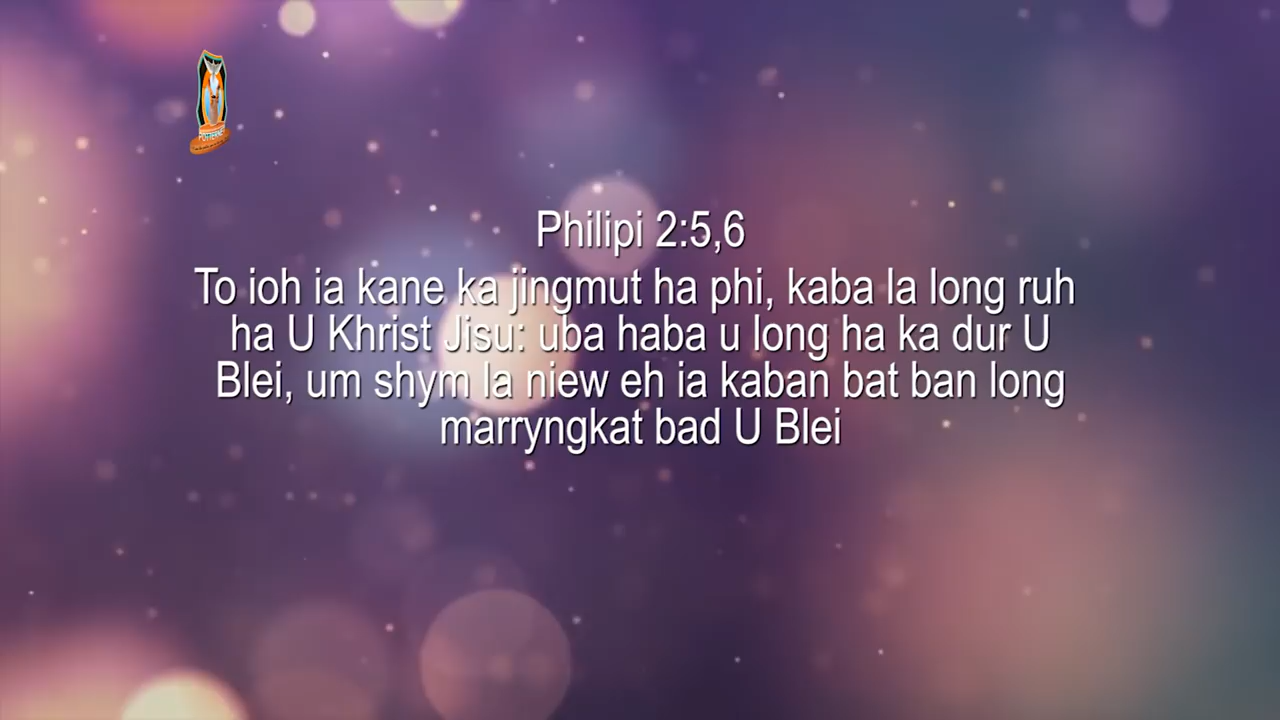 Philipi 2:5,6
To ioh ia kane ka jingmut ha phi, kaba la long ruh
ha U Khrist Jisu: uba haba u long ha ka dur U
Blei, um shym la niew eh ia kaban bat ban long
marryngkat bad U Blei